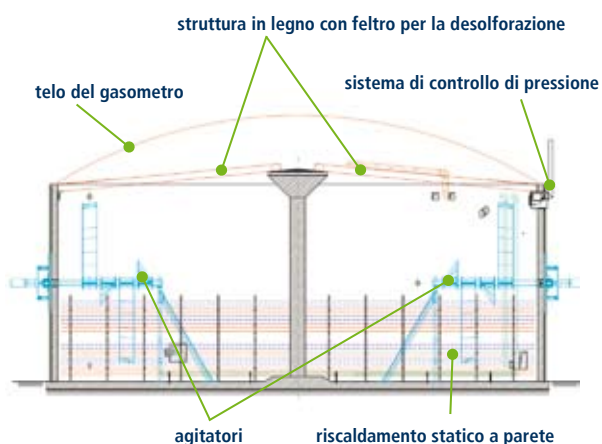 struttura in legno con feltro per la desolforazione
sistema di controllo di pressione
telo del gasometro
agitatori
riscaldamento statico a parete